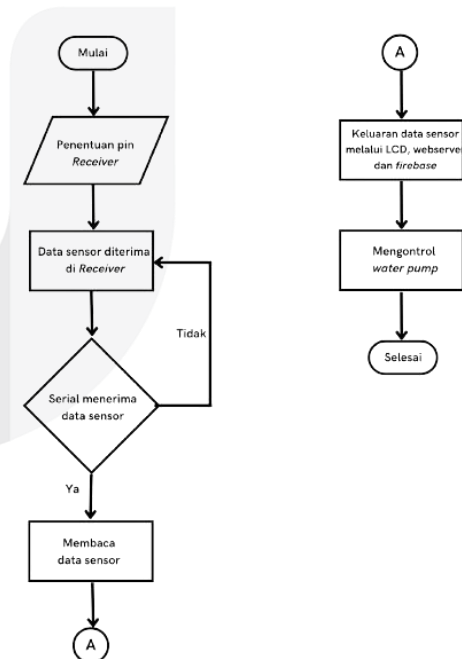 Mulai
Penentuan pin
Receiver
Data sensor diterima
di Receiver
Tidak
Serial menerima
data sensor
Ya
Membaca
data sensor
A
A
Keluaran data sensor
melalui LCD, webserver
dan firebase
Mengontrol
water pump
Selesai